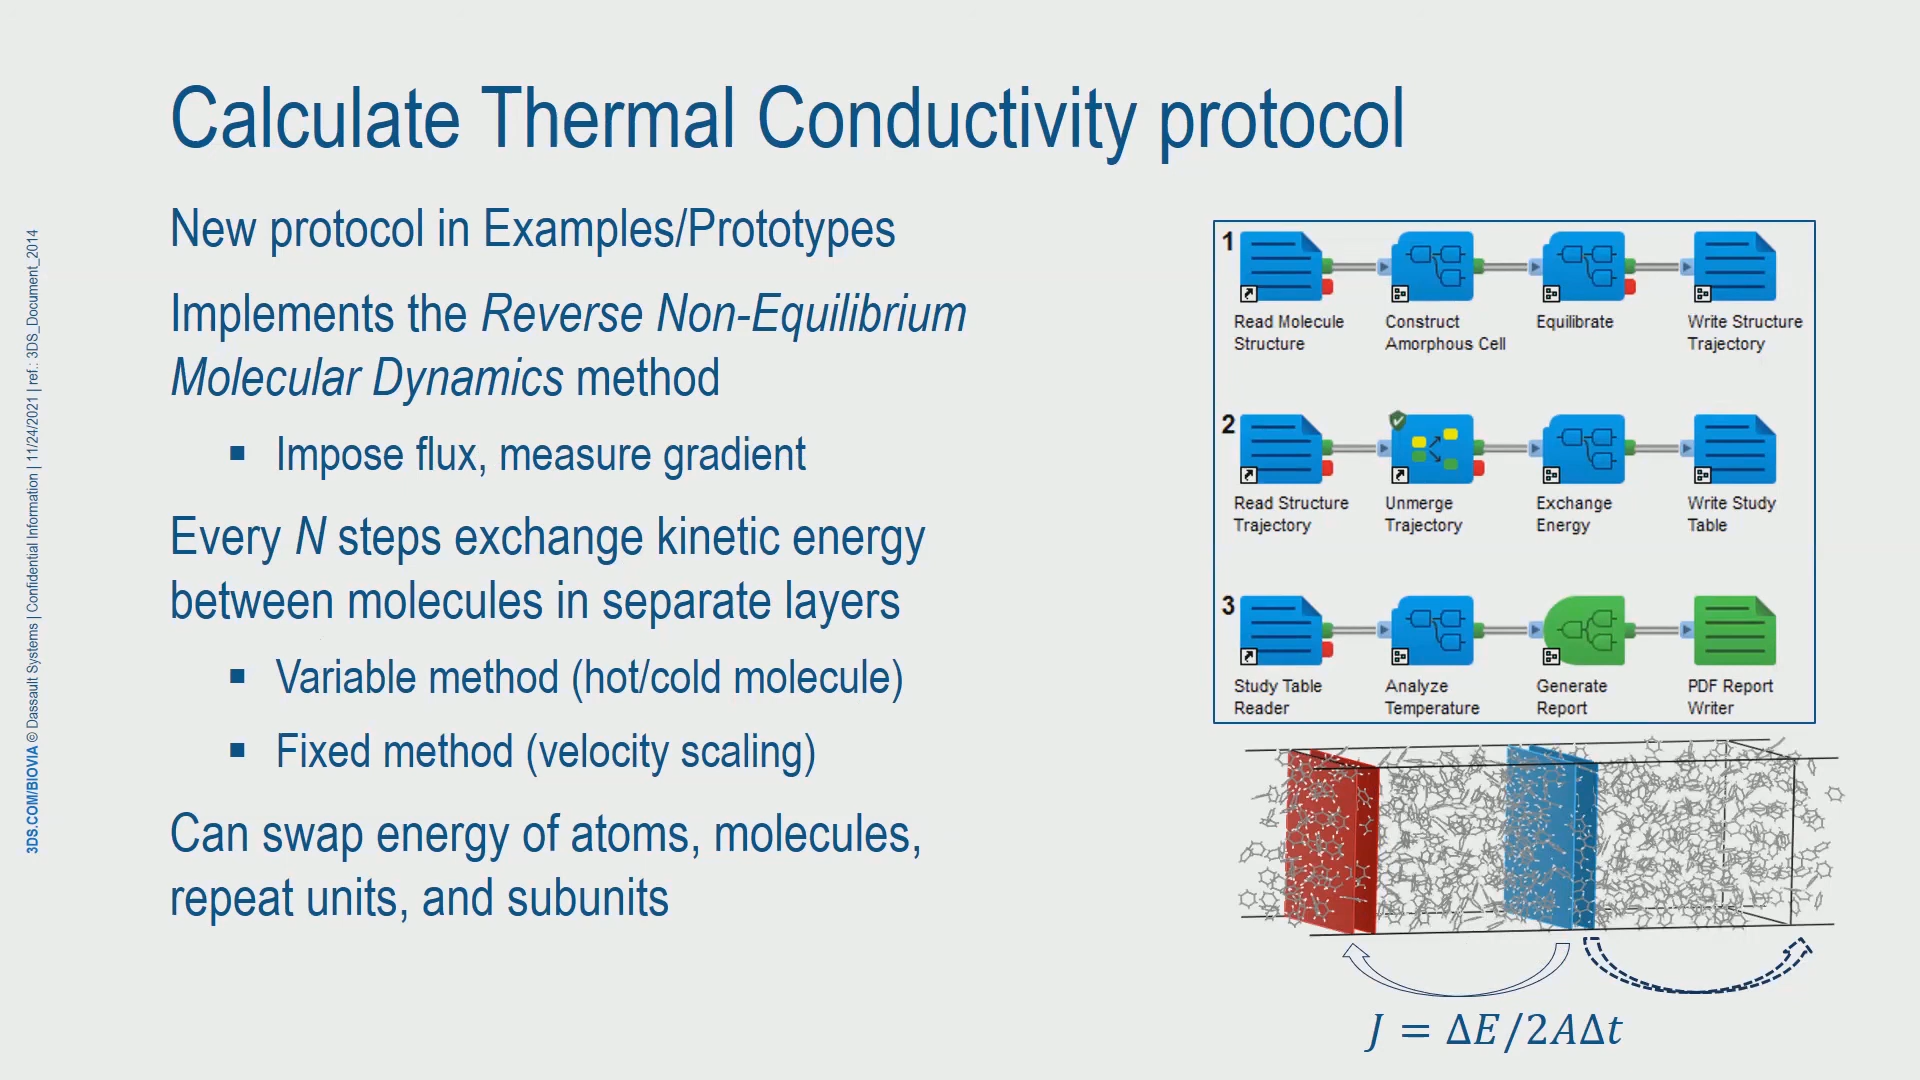 Calculate Thermal Conductivity protocol
New protocol in Examples/Prototypes
Implements the Reverse Non-Equilibrium
Molecular Dynamics method
▪ Impose flux, measure gradient
Every N steps exchange kinetic energy
between molecules in separate layers
▪ Variable method (hot/cold molecule)
▪ Fixed method (velocity scaling)
Can swap energy of atoms, molecules,
repeat units, and subunits
1
Read Molecule
Structure
Construct
Amorphous Cell
Equilibrate
Write Structure
Trajectory
2
Read Structure
Trajectory
Unmerge
Trajectory
Exchange
Energy
Write Study
Table
3
Study Table
Reader
Analyze
Temperature
Generate
Report
PDF Report
Writer
J = ΔE/2AΔt
3DS.COM/BIOVIA © Dassault Systems | Confidential Information | 11/24/2021 | ref.: 3DS_Document_2014